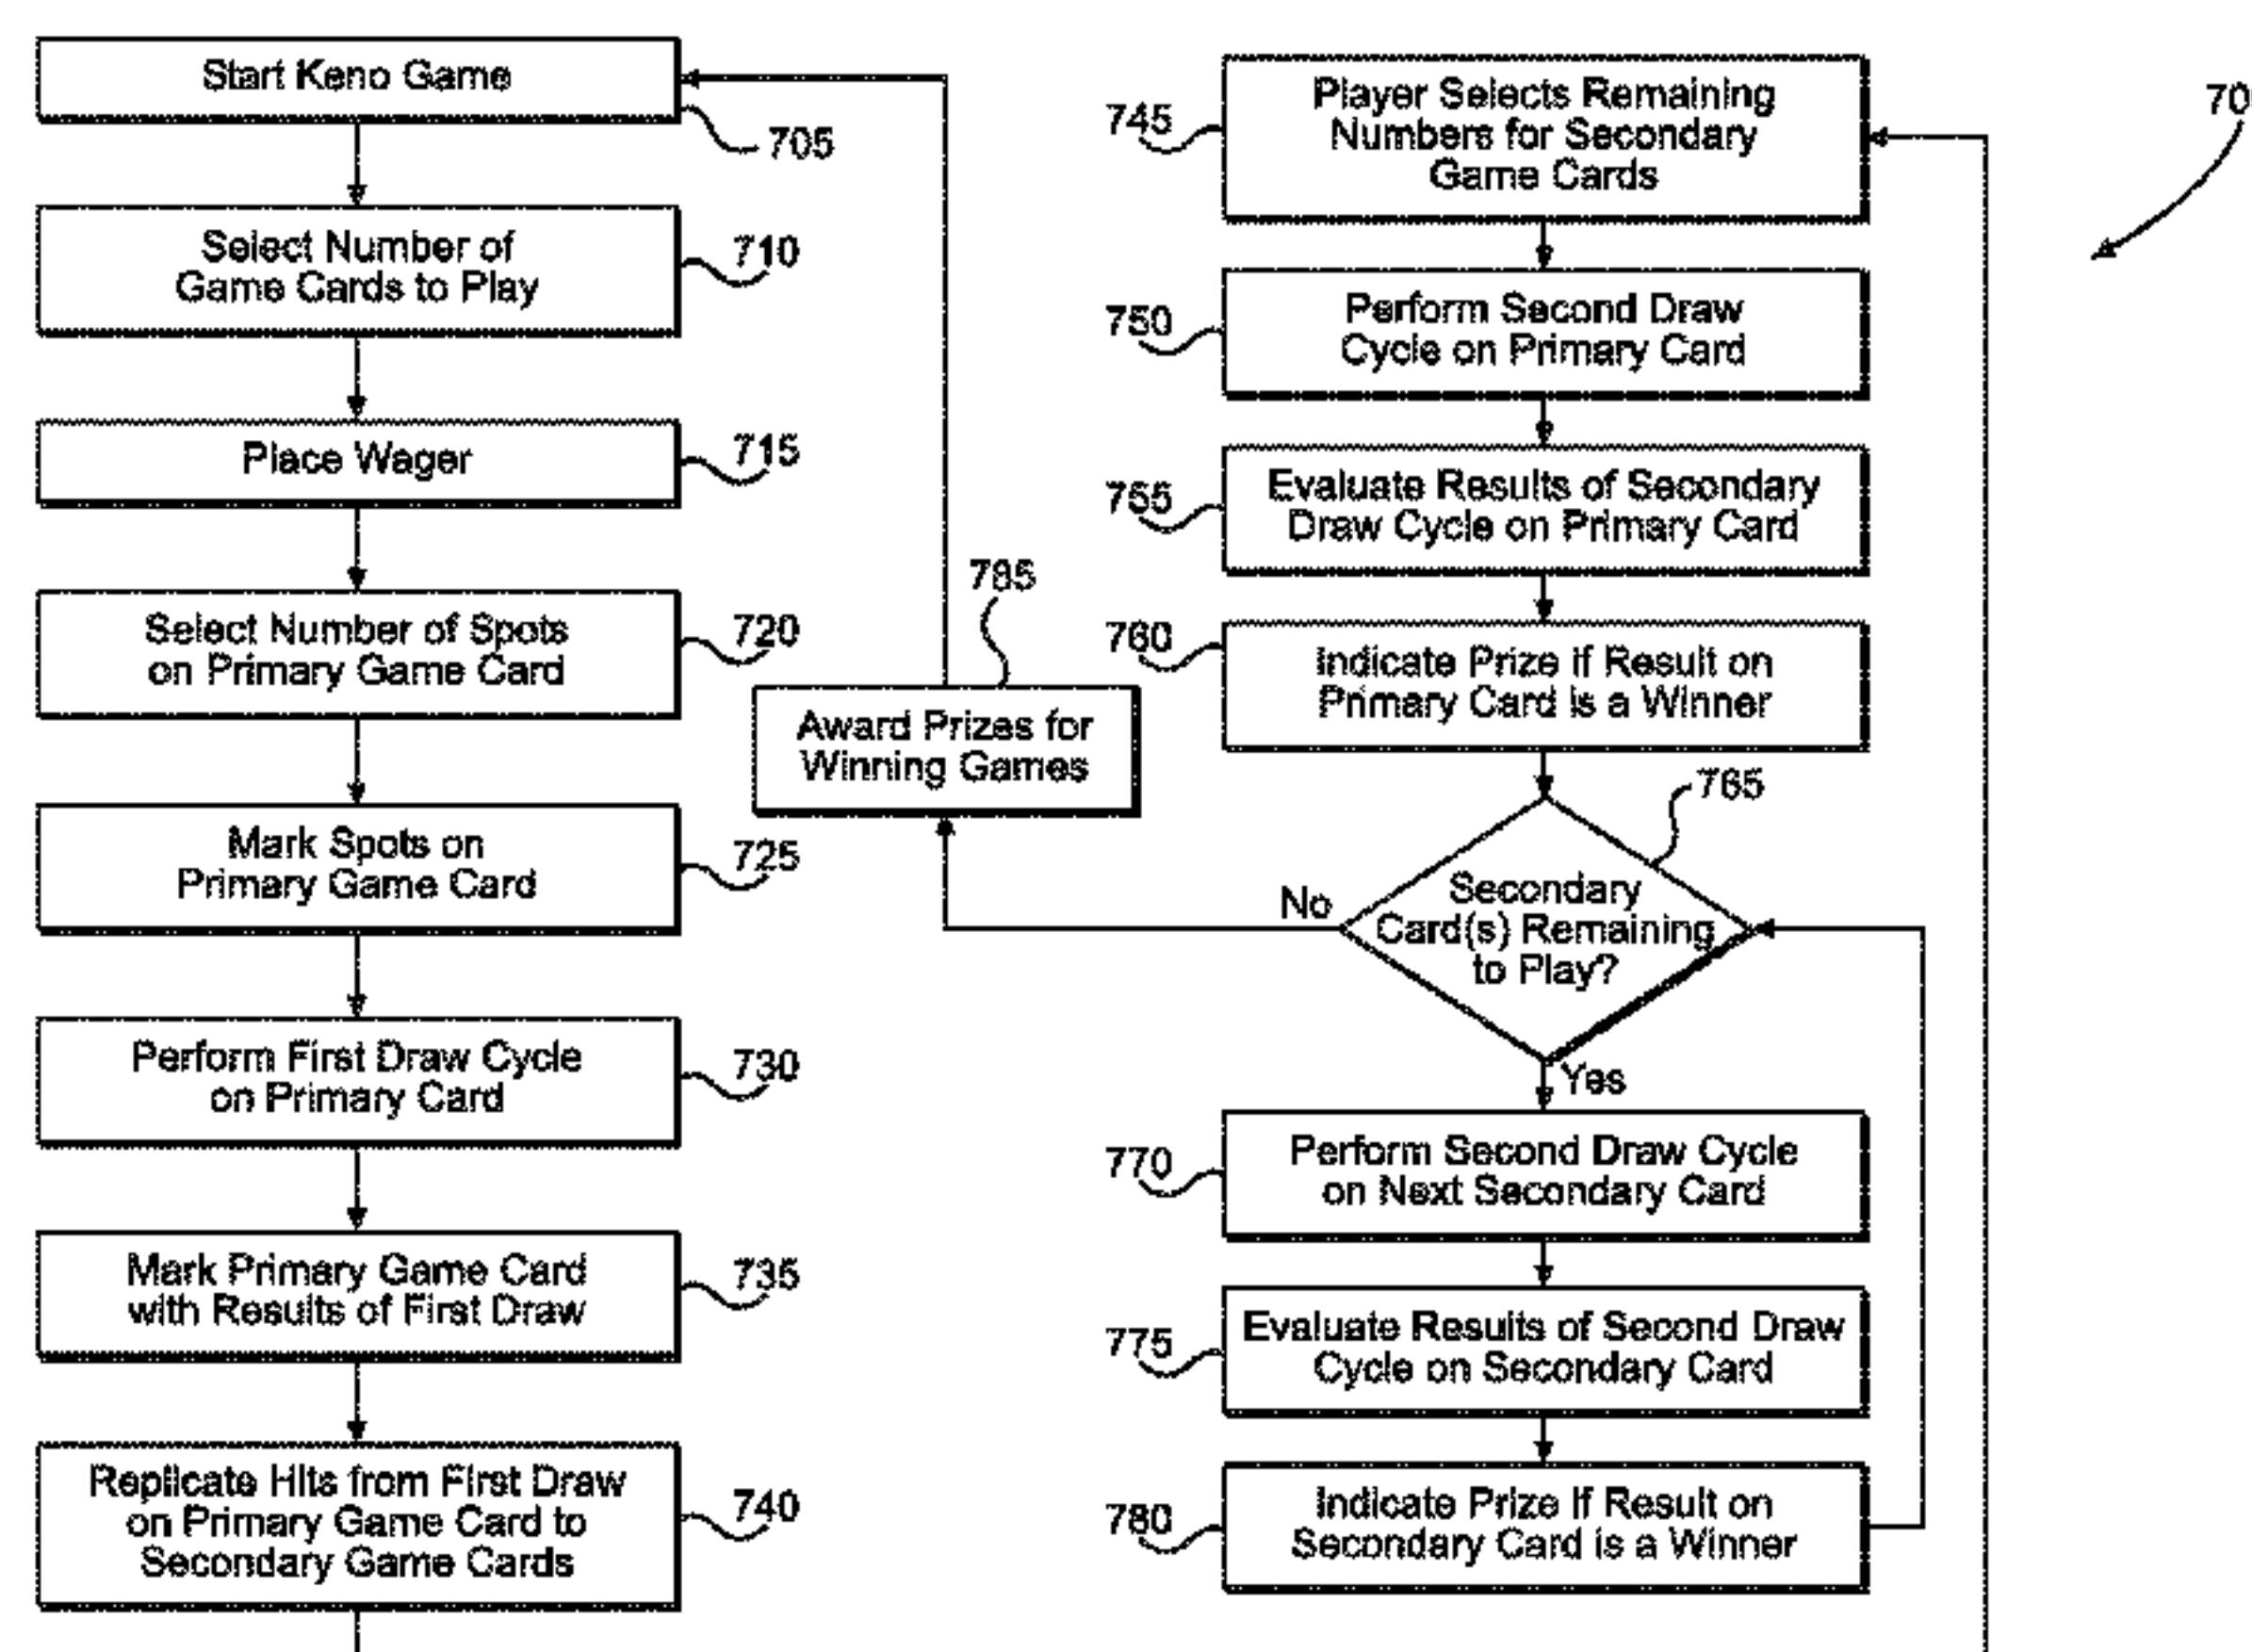 Start Keno Game
705
Select Number of
Game Cards to Play
710
Place Wager
715
Select Number of Spots
on Primary Game Card
720
Mark Spots on
Primary Game Card
725
Perform First Draw Cycle
on Primary Card
730
Mark Primary Game Card
with Results of First Draw
735
Replicate Hits from First Draw
on Primary Game Card to
Secondary Game Cards
740
785
Award Prizes for
Winning Games
70
745
Player Selects Remaining
Numbers for Secondary
Game Cards
750
Perform Second Draw
Cycle on Primary Card
755
Evaluate Results of Secondary
Draw Cycle on Primary Card
760
Indicate Prize if Result on
Primary Card is a Winner
765
Secondary
Card(s) Remaining
to Play?
No
Yes
770
Perform Second Draw Cycle
on Next Secondary Card
775
Evaluate Results of Second Draw
Cycle on Secondary Card
780
Indicate Prize if Result on
Secondary Card is a Winner